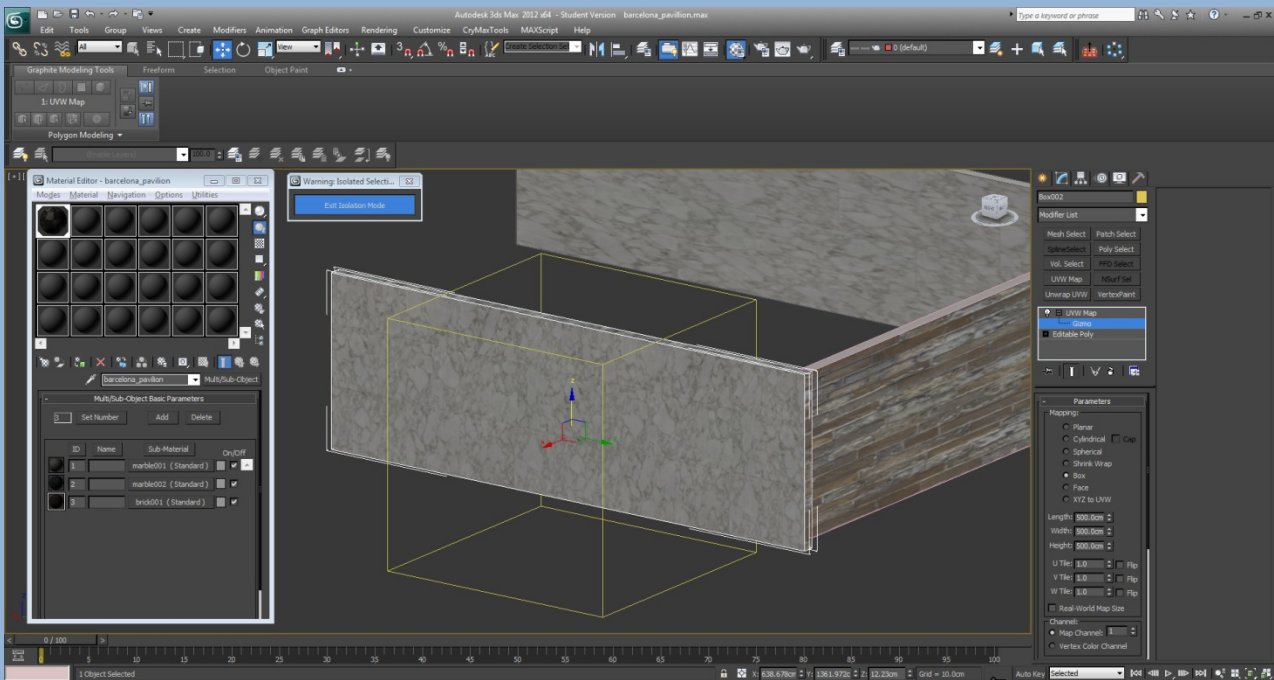 Autodesk 3ds Max 2012 x64 - Student Version barcelona_pavillion.max
Type a keyword or phrase
Edit Tools Group Views Create Modifiers Animation Graph Editors Rendering Customize CryMaxTools MAXScript Help
All
View
Create Selection Set
0 (default)
Graphite Modeling Tools Freeform Selection Object Paint
1: UVW Map
Polygon Modeling
100.0
Material Editor - barcelona_pavilion
Modes Material Navigation Options Utilities
barcelona_pavilion Multi/Sub-Object
Multi/Sub-Object Basic Parameters
3 Set Number Add Delete
ID Name Sub-Material On/Off
1 marble001 (Standard)
2 marble002 (Standard)
3 brick001 (Standard)
Warning: Isolated Selecti...
Exit Isolation Mode
z
Box002
Modifier List
Mesh Select Patch Select
SplineSelect Poly Select
Vol. Select FFD Select
UVW Map NSurf Sel
Unwrap UVW VertexPaint
UVW Map
Gizmo
Editable Poly
Parameters
Mapping:
Planar
Cylindrical Cap
Spherical
Shrink Wrap
Box
Face
XYZ to UVW
Length: 500.0cm
Width: 500.0cm
Height: 500.0cm
U Tile: 1.0 Flip
V Tile: 1.0 Flip
W Tile: 1.0 Flip
Real-World Map Size
Channel:
Map Channel: 1
Vertex Color Channel
0 / 100
0 5 10 15 20 25 30 35 40 45 50 55 60 65 70 75 80 85 90 95 100
1 Object Selected
X: 638.678cm Y: 1361.972c Z: 12.23cm Grid = 10.0cm
Auto Key Selected